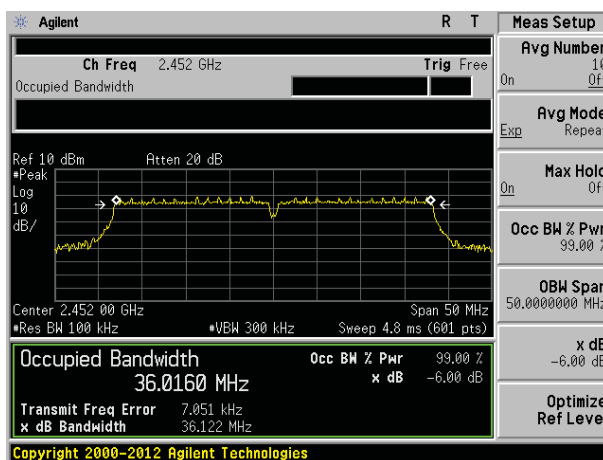 Agilent R T
Ch Freq 2.452 GHz Trig Free
Occupied Bandwidth
Ref 10 dBm Atten 20 dB
#Peak
Log
10
dB/
Center 2.452 00 GHz Span 50 MHz
#Res BW 100 kHz #VBW 300 kHz Sweep 4.8 ms (601 pts)
Occupied Bandwidth Occ BW % Pwr 99.00 %
36.0160 MHz x dB -6.00 dB
Transmit Freq Error 7.051 kHz
x dB Bandwidth 36.122 MHz
Copyright 2000-2012 Agilent Technologies
Meas Setup
Avg Number
10
On Of
Avg Mode
Exp Repea
Max Hold
On Of
Occ BW % Pwr
99.00 %
OBW Span
50.0000000 MHz
x dB
-6.00 dB
Optimize
Ref Leve